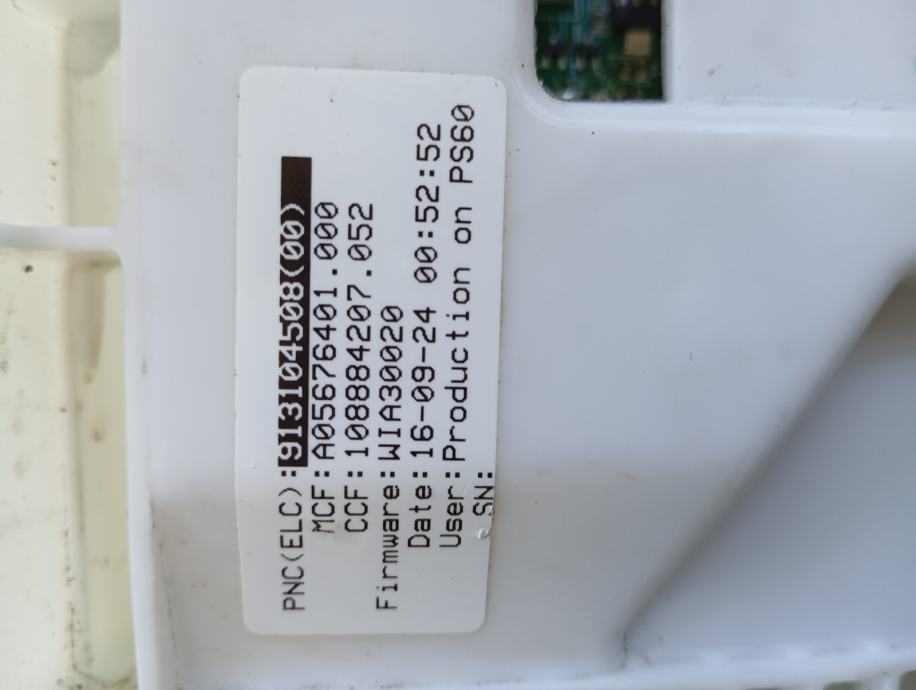 PNC(ELC):913104508(00)
MCF:A05676401.000
CCF:108884207.052
Firmware:WIA30020
Date:16-09-24 00:52:52
User:Production on PS60
SN: